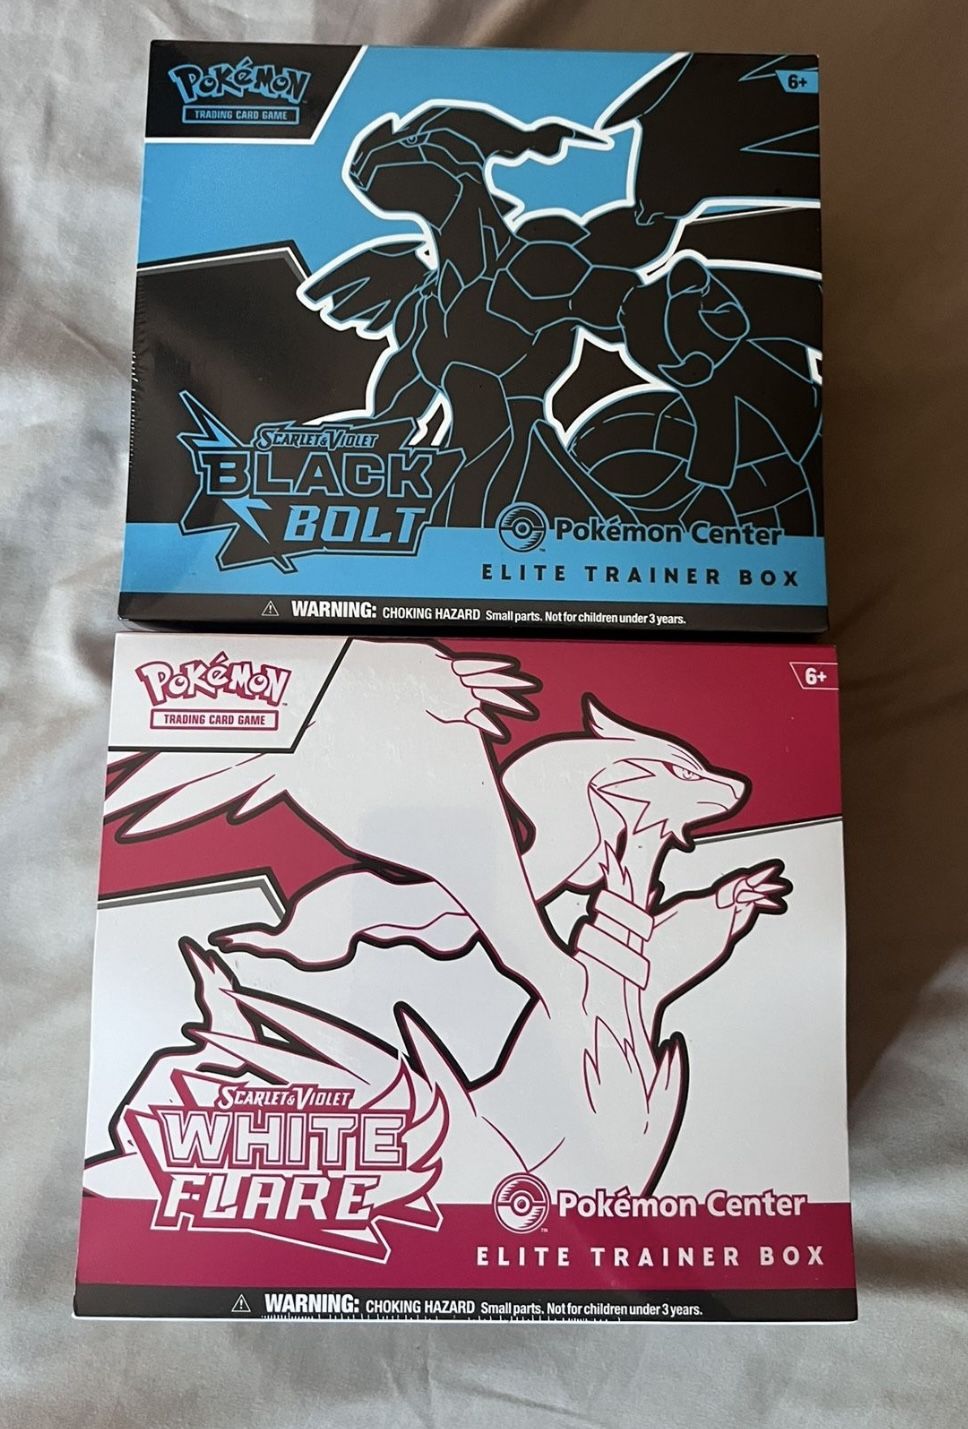 POKéMON
TRADING CARD GAME
6+
SCARLET & VIOLET
BLACK
BOLT
Pokémon Center
ELITE TRAINER BOX
⚠ WARNING: CHOKING HAZARD Small parts. Not for children under 3 years.
POKéMON
TRADING CARD GAME
6+
SCARLET & VIOLET
WHITE
FLARE
Pokémon Center
ELITE TRAINER BOX
⚠ WARNING: CHOKING HAZARD Small parts. Not for children under 3 years.